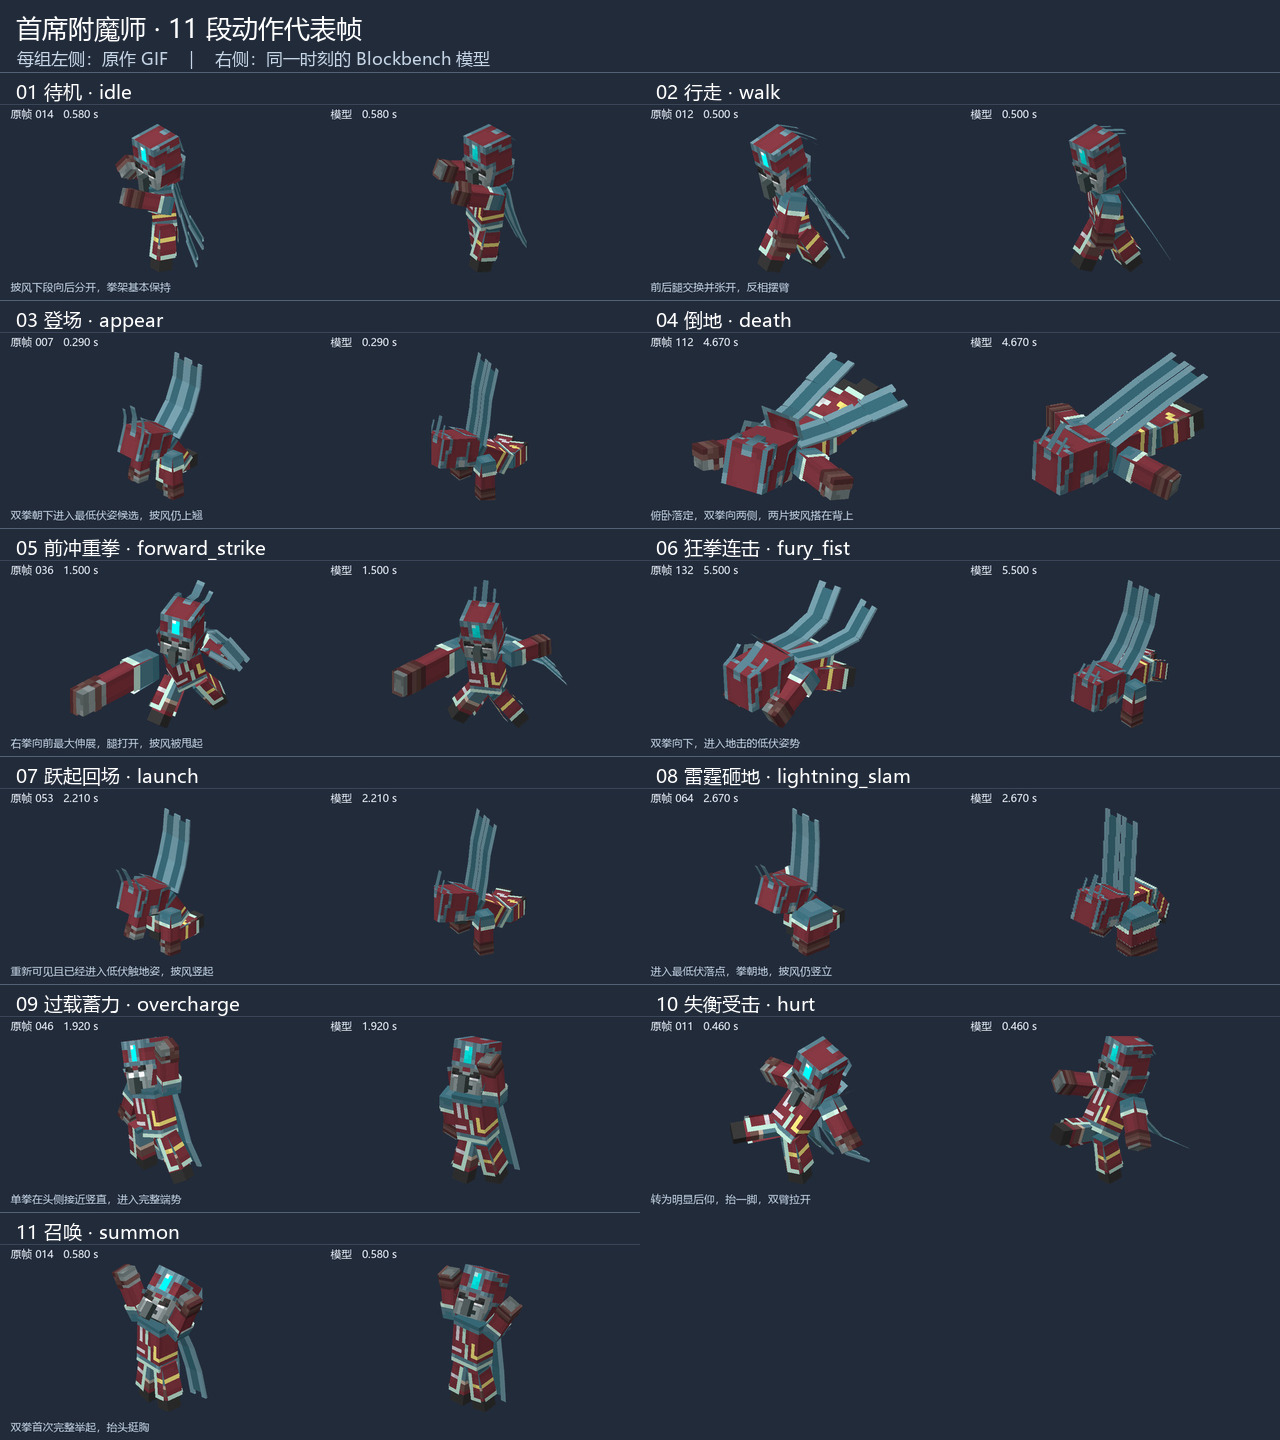 首席附魔师 · 11 段动作代表帧
每组左侧：原作 GIF | 右侧：同一时刻的 Blockbench 模型
01 待机 · idle
原帧 014 0.580 s
模型 0.580 s
披风下段向后分开，拳架基本保持
02 行走 · walk
原帧 012 0.500 s
模型 0.500 s
前后腿交换并张开，反相摆臂
03 登场 · appear
原帧 007 0.290 s
模型 0.290 s
双拳朝下进入最低伏姿候选，披风仍上翘
04 倒地 · death
原帧 112 4.670 s
模型 4.670 s
俯卧落定，双拳向两侧，两片披风搭在背上
05 前冲重拳 · forward_strike
原帧 036 1.500 s
模型 1.500 s
右拳向前最大伸展，腿打开，披风被甩起
06 狂拳连击 · fury_fist
原帧 132 5.500 s
模型 5.500 s
双拳向下，进入地击的低伏姿势
07 跃起回场 · launch
原帧 053 2.210 s
模型 2.210 s
重新可见且已经进入低伏触地姿，披风竖起
08 雷霆砸地 · lightning_slam
原帧 064 2.670 s
模型 2.670 s
进入最低伏落点，拳朝地，披风仍竖立
09 过载蓄力 · overcharge
原帧 046 1.920 s
模型 1.920 s
单拳在头侧接近竖直，进入完整端势
10 失衡受击 · hurt
原帧 011 0.460 s
模型 0.460 s
转为明显后仰，抬一脚，双臂拉开
11 召唤 · summon
原帧 014 0.580 s
模型 0.580 s
双拳首次完整举起，抬头挺胸